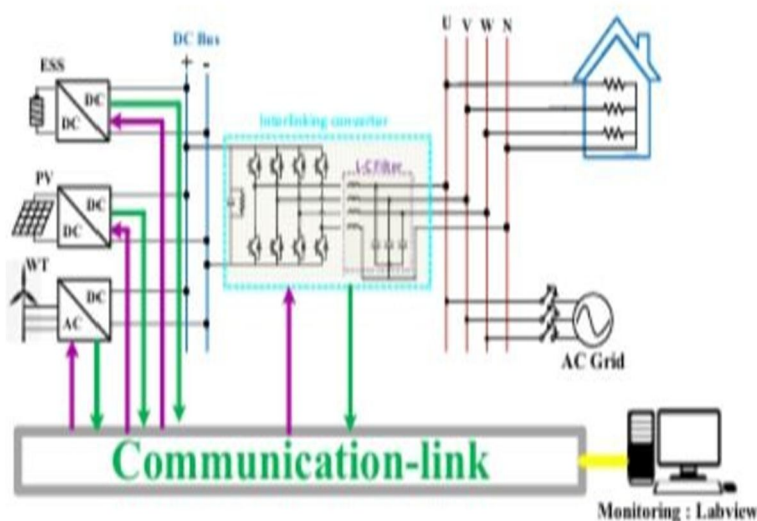 U V W N
DC Bus
+ -
ESS
DC
DC
Interlinking converter
L-C Filter
PV
DC
DC
WT
DC
AC
AC Grid
Communication-link
Monitoring : Labview